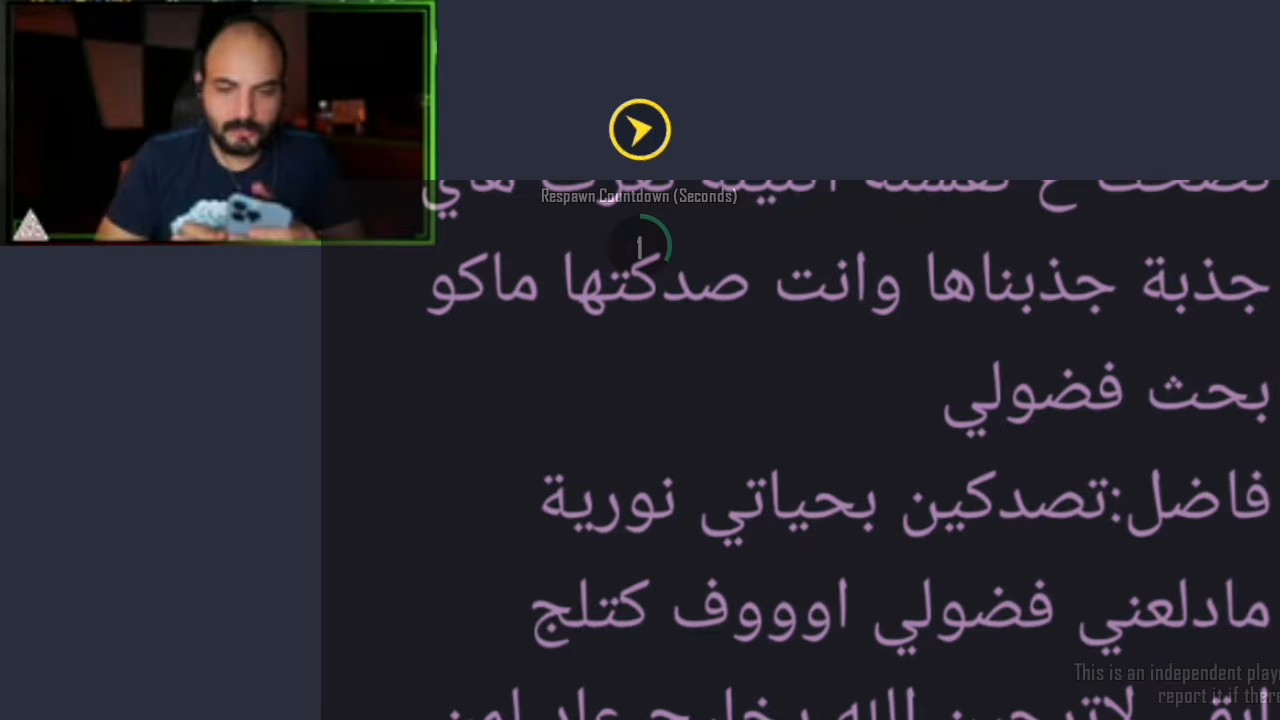 Respawn Countdown (Seconds)
1
جذبة جذبناها وانت صدكتها ماكو
بحث فضولي
فاضل:تصدكين بحياتي نورية
مادلعني فضولي اوووف كتلج
This is an independent play
report it if there